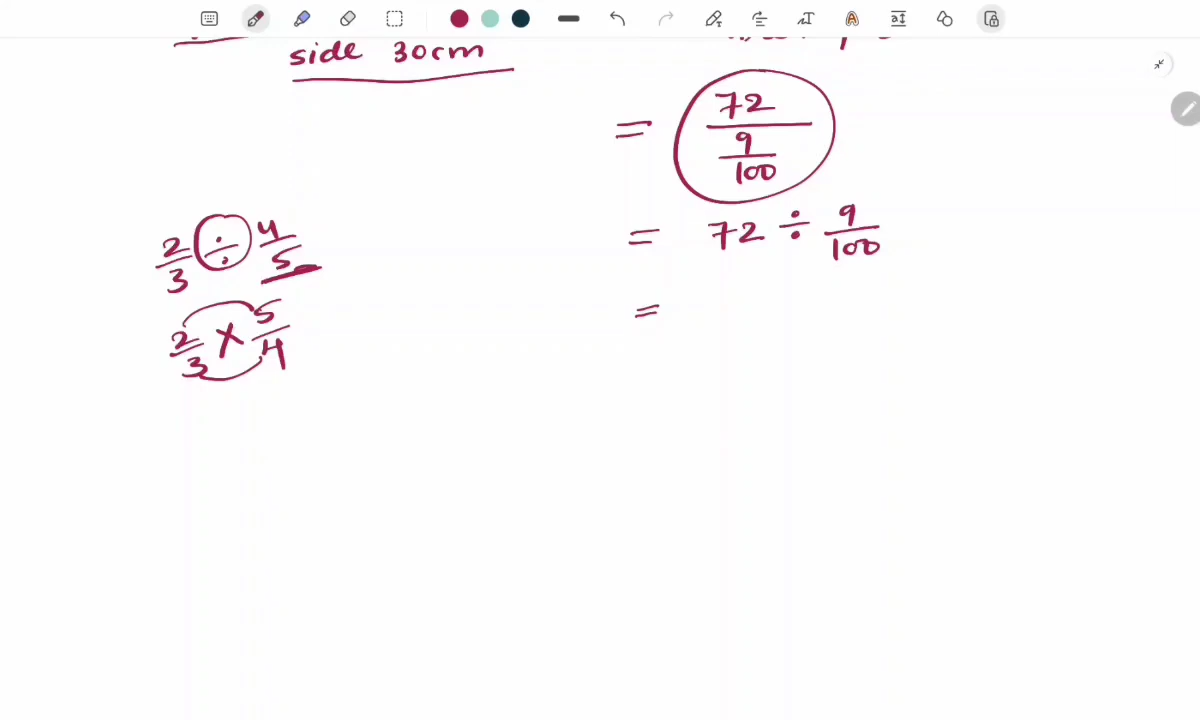 side 30cm
= 72 / (9/100)
2/3 ÷ 4/5
= 72 ÷ 9/100
2/3 × 5/4
=